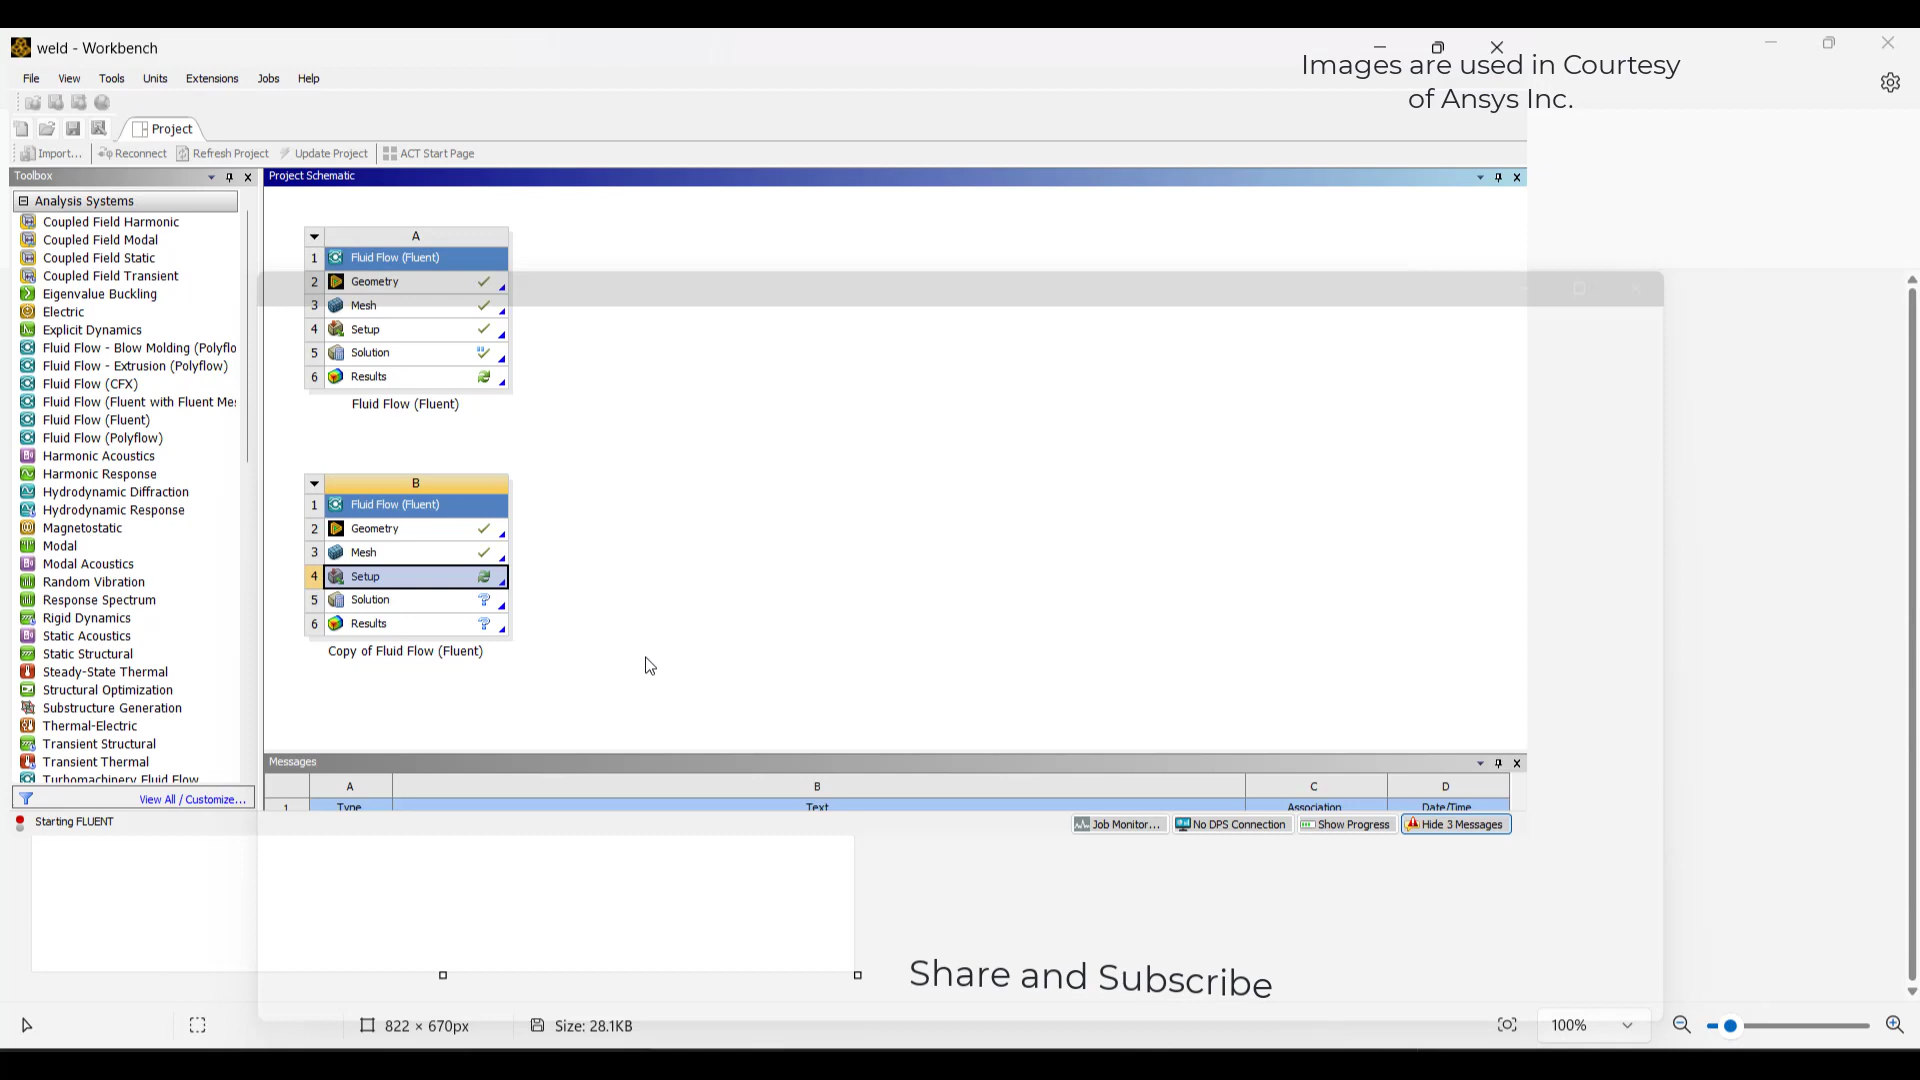 weld - Workbench
Images are used in Courtesy
of Ansys Inc.
File View Tools Units Extensions Jobs Help
Project
Import... Reconnect Refresh Project Update Project ACT Start Page
Toolbox
Project Schematic
Analysis Systems
Coupled Field Harmonic
Coupled Field Modal
Coupled Field Static
Coupled Field Transient
Eigenvalue Buckling
Electric
Explicit Dynamics
Fluid Flow - Blow Molding (Polyflo
Fluid Flow - Extrusion (Polyflow)
Fluid Flow (CFX)
Fluid Flow (Fluent with Fluent Me
Fluid Flow (Fluent)
Fluid Flow (Polyflow)
Harmonic Acoustics
Harmonic Response
Hydrodynamic Diffraction
Hydrodynamic Response
Magnetostatic
Modal
Modal Acoustics
Random Vibration
Response Spectrum
Rigid Dynamics
Static Acoustics
Static Structural
Steady-State Thermal
Structural Optimization
Substructure Generation
Thermal-Electric
Transient Structural
Transient Thermal
Turbomachinery Fluid Flow
View All / Customize...
A
1 Fluid Flow (Fluent)
2 Geometry
3 Mesh
4 Setup
5 Solution
6 Results
Fluid Flow (Fluent)
B
1 Fluid Flow (Fluent)
2 Geometry
3 Mesh
4 Setup
5 Solution
6 Results
Copy of Fluid Flow (Fluent)
Messages
A B C D
1 Type Text Association Date/Time
Starting FLUENT
Job Monitor... No DPS Connection Show Progress Hide 3 Messages
Share and Subscribe
822 × 670px Size: 28.1KB 100%